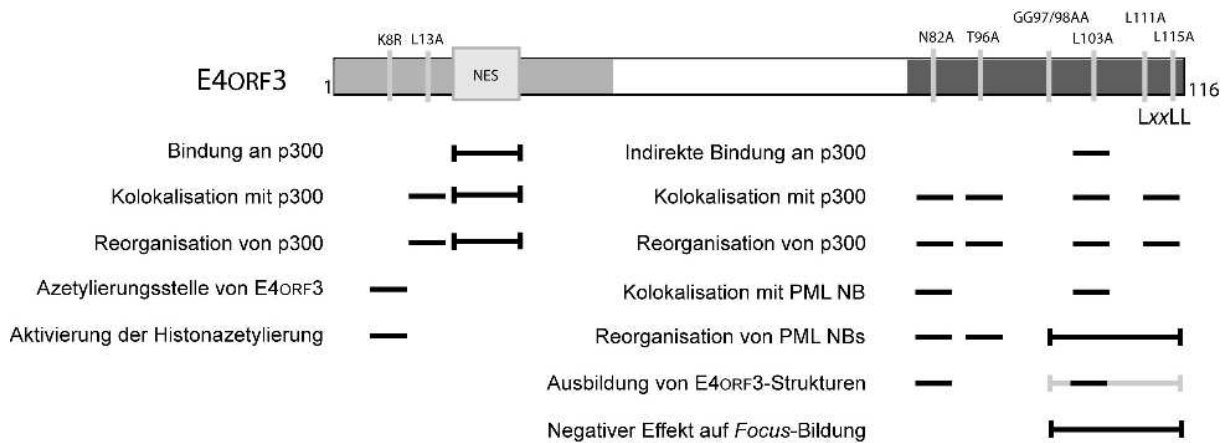 GG97/98AA L111A
K8R L13A N82A T96A L103A L115A
E4ORF3 1 NES 116
LxxLL
Bindung an p300 Indirekte Bindung an p300
Kolokalisation mit p300 Kolokalisation mit p300
Reorganisation von p300 Reorganisation von p300
Azetylierungsstelle von E4ORF3 Kolokalisation mit PML NB
Aktivierung der Histonazetylierung Reorganisation von PML NBs
Ausbildung von E4ORF3-Strukturen
Negativer Effekt auf Focus-Bildung